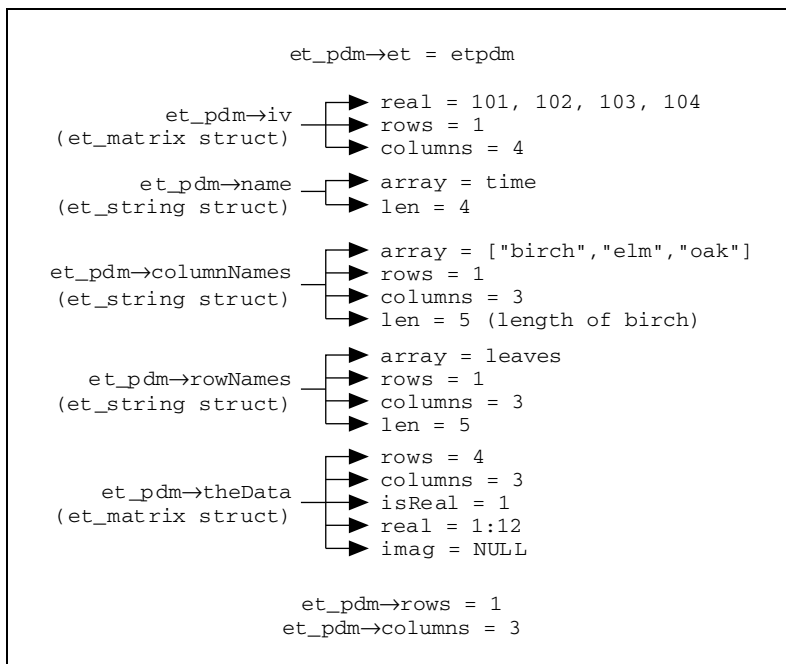 et_pdm→et = etpdm
et_pdm→iv
(et_matrix struct)
real = 101, 102, 103, 104
rows = 1
columns = 4
et_pdm→name
(et_string struct)
array = time
len = 4
et_pdm→columnNames
(et_string struct)
array = ["birch","elm","oak"]
rows = 1
columns = 3
len = 5 (length of birch)
et_pdm→rowNames
(et_string struct)
array = leaves
rows = 1
columns = 3
len = 5
et_pdm→theData
(et_matrix struct)
rows = 4
columns = 3
isReal = 1
real = 1:12
imag = NULL
et_pdm→rows = 1
et_pdm→columns = 3